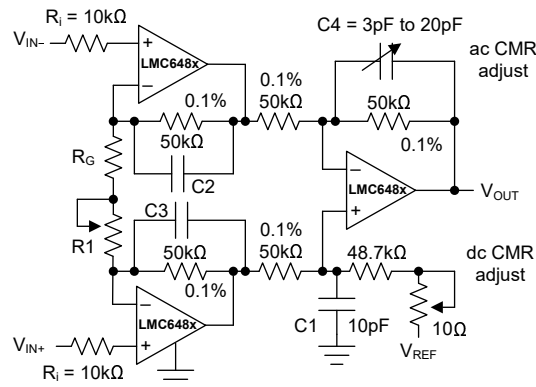 R_i = 10kΩ
V_IN−
LMC648x
C4 = 3pF to 20pF
ac CMR
adjust
0.1%
50kΩ
0.1%
50kΩ
50kΩ
0.1%
R_G
C2
LMC648x
V_OUT
C3
R1
50kΩ
0.1%
0.1%
50kΩ
48.7kΩ
dc CMR
adjust
LMC648x
C1
10pF
10Ω
V_IN+
V_REF
R_i = 10kΩ